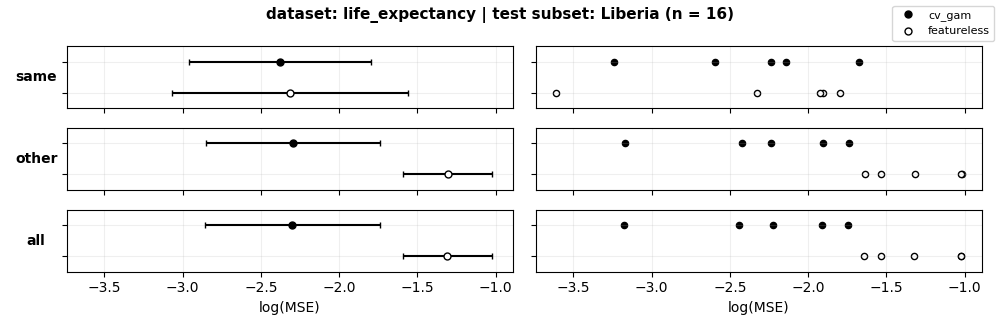 dataset: life_expectancy | test subset: Liberia (n = 16)
cv_gam
featureless
same
other
all
−3.5 −3.0 −2.5 −2.0 −1.5 −1.0 −3.5 −3.0 −2.5 −2.0 −1.5 −1.0
log(MSE) log(MSE)